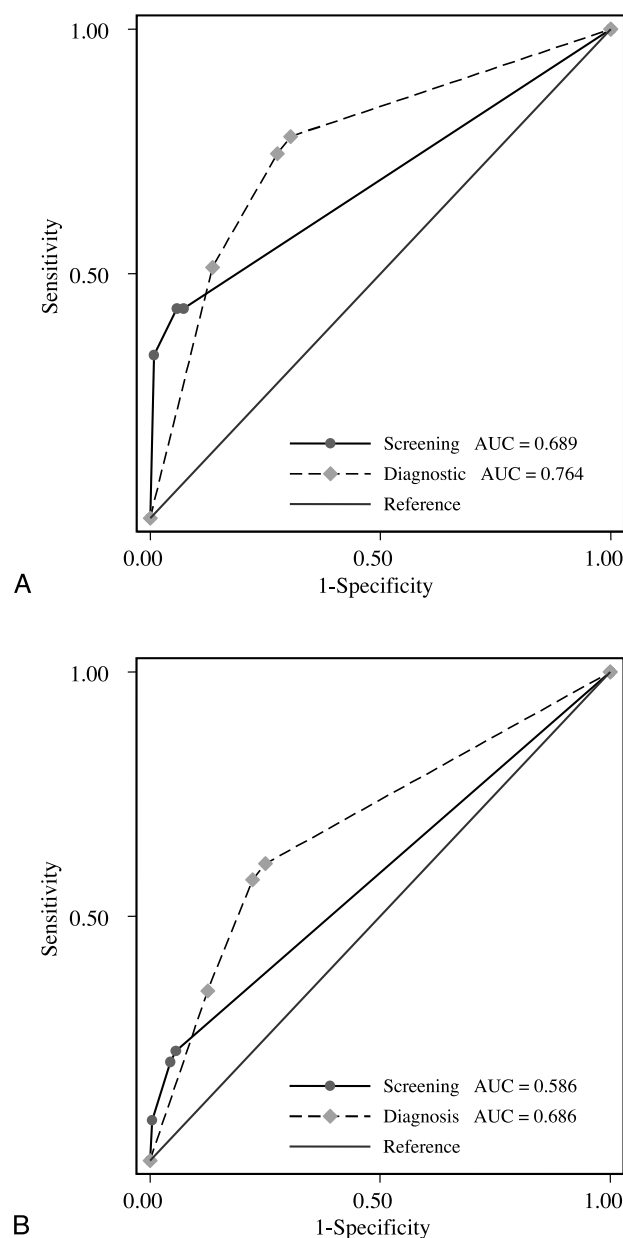 1.00
Sensitivity
0.50
Screening AUC = 0.689
Diagnostic AUC = 0.764
Reference
0.00 0.50 1.00
1-Specificity
A
1.00
Sensitivity
0.50
Screening AUC = 0.586
Diagnosis AUC = 0.686
Reference
0.00 0.50 1.00
1-Specificity
B